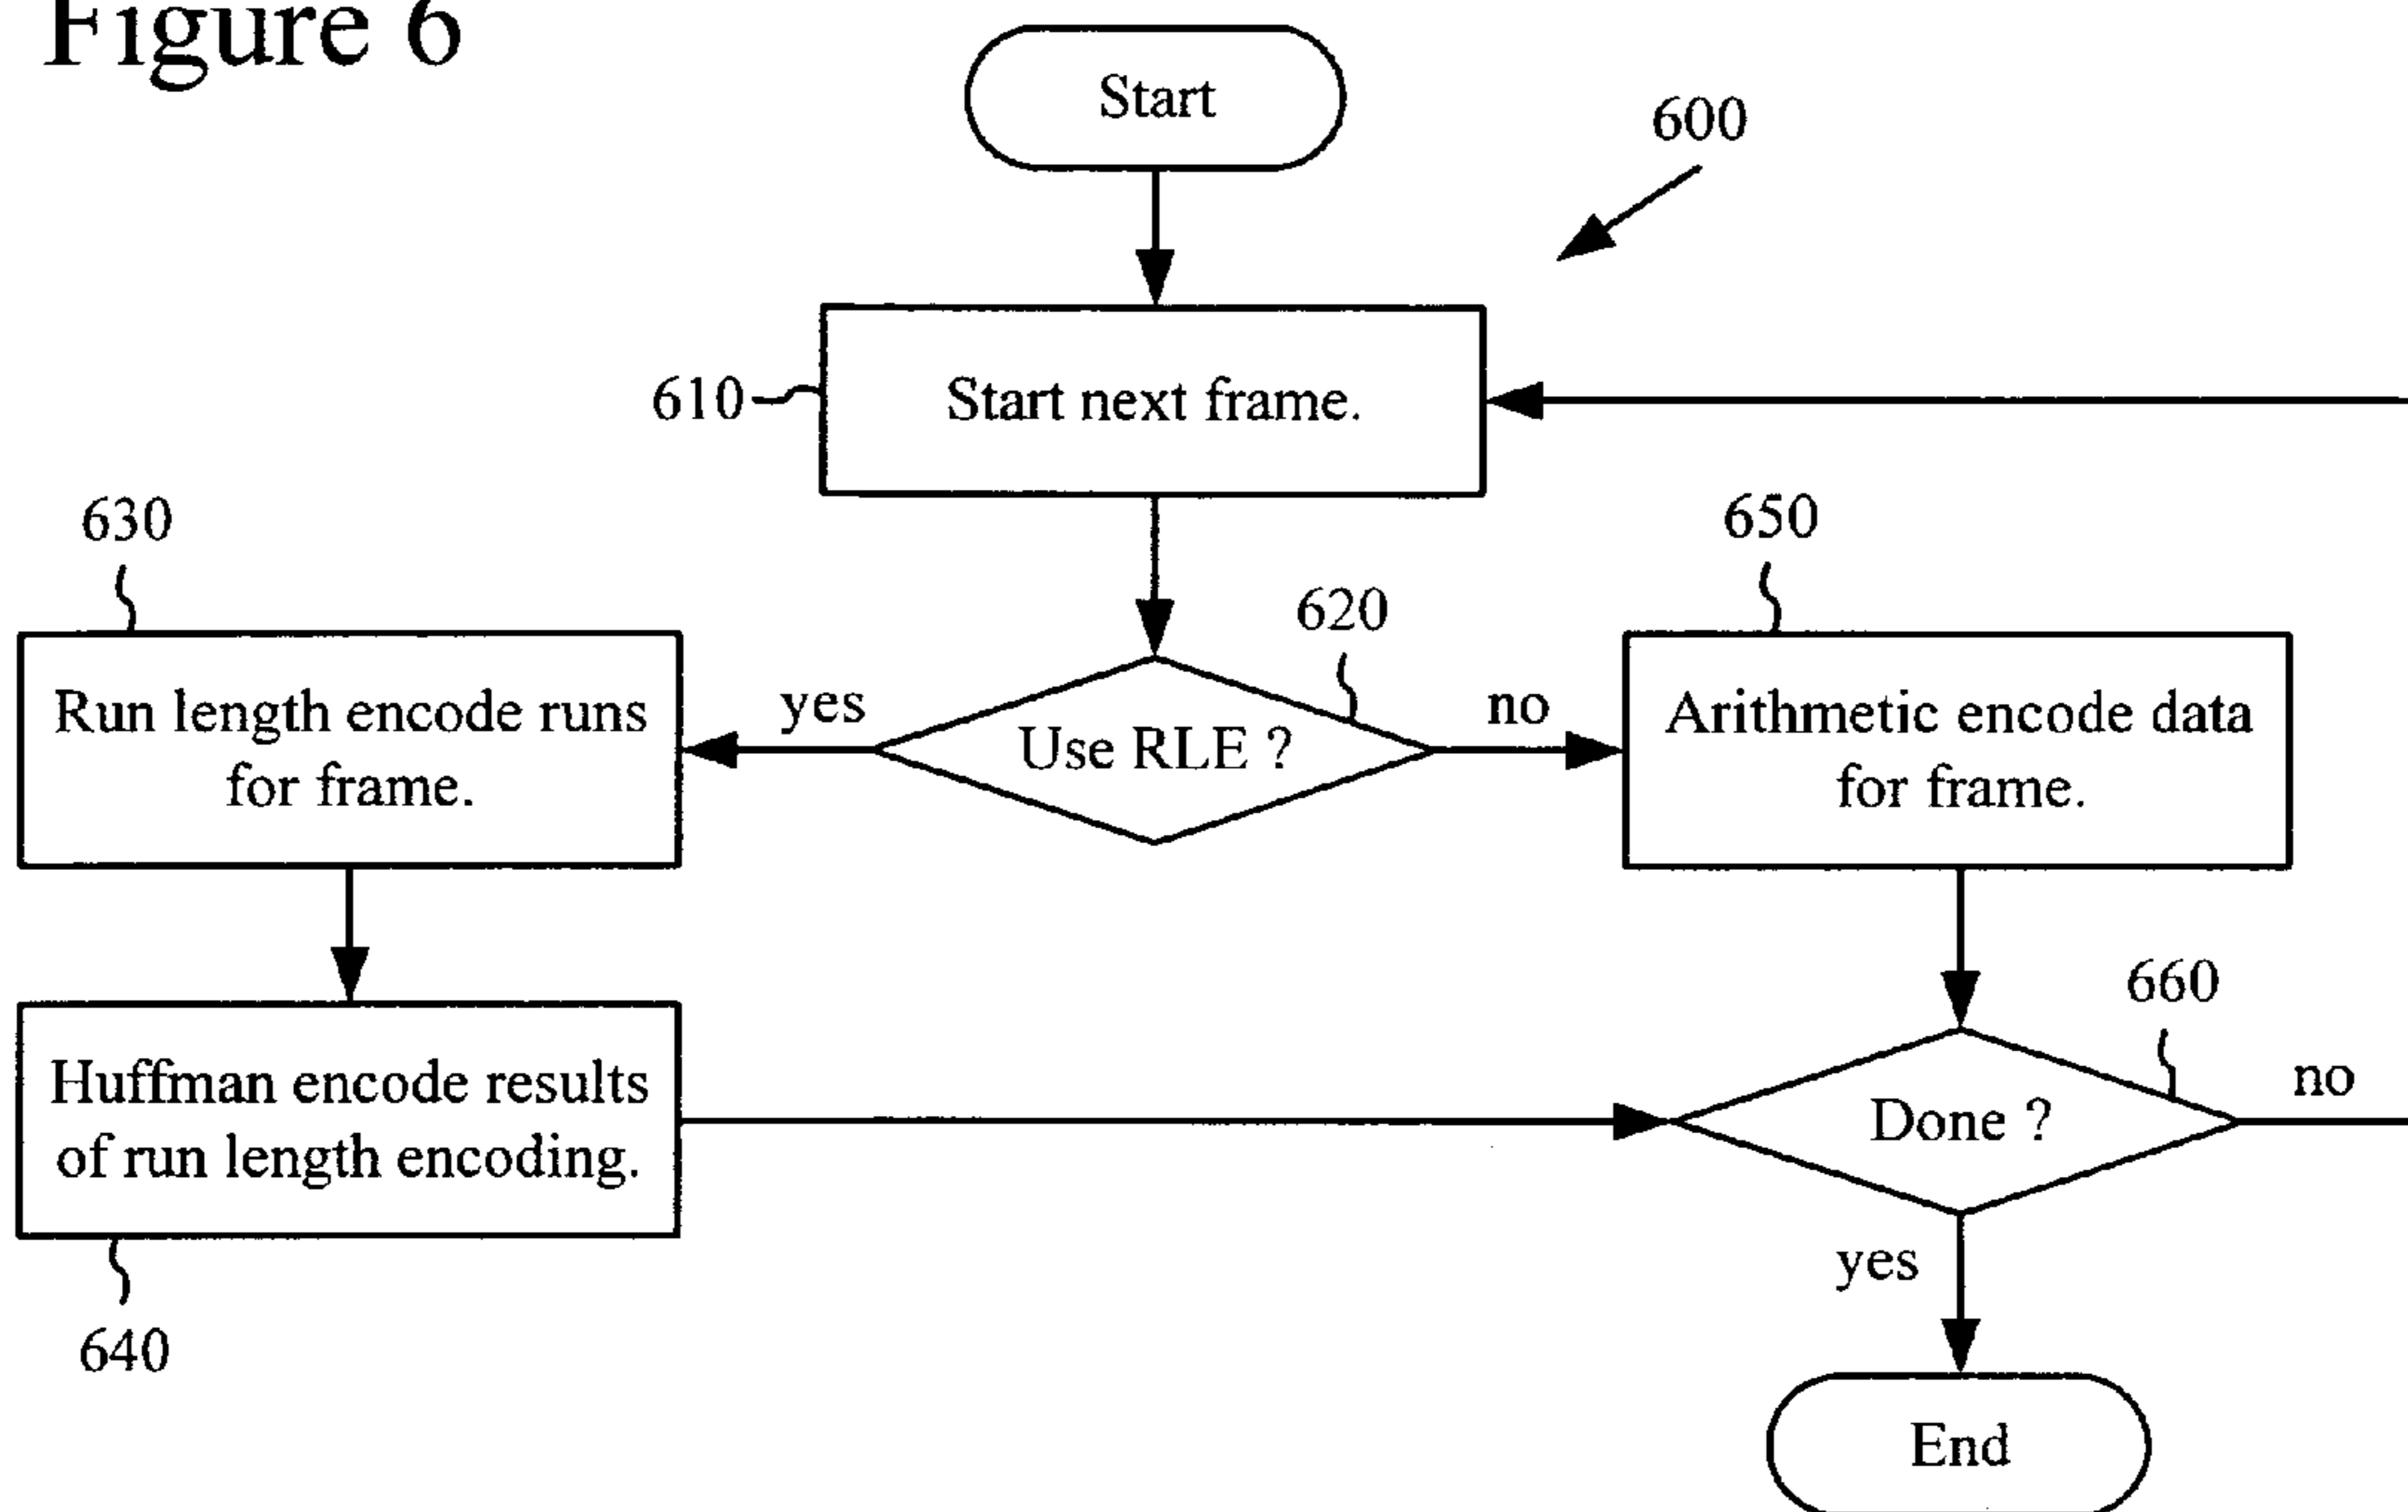 Figure 6
Start
600
610
Start next frame.
630
650
620
Run length encode runs
for frame.
yes
Use RLE ?
no
Arithmetic encode data
for frame.
660
Huffman encode results
of run length encoding.
Done ?
no
yes
640
End